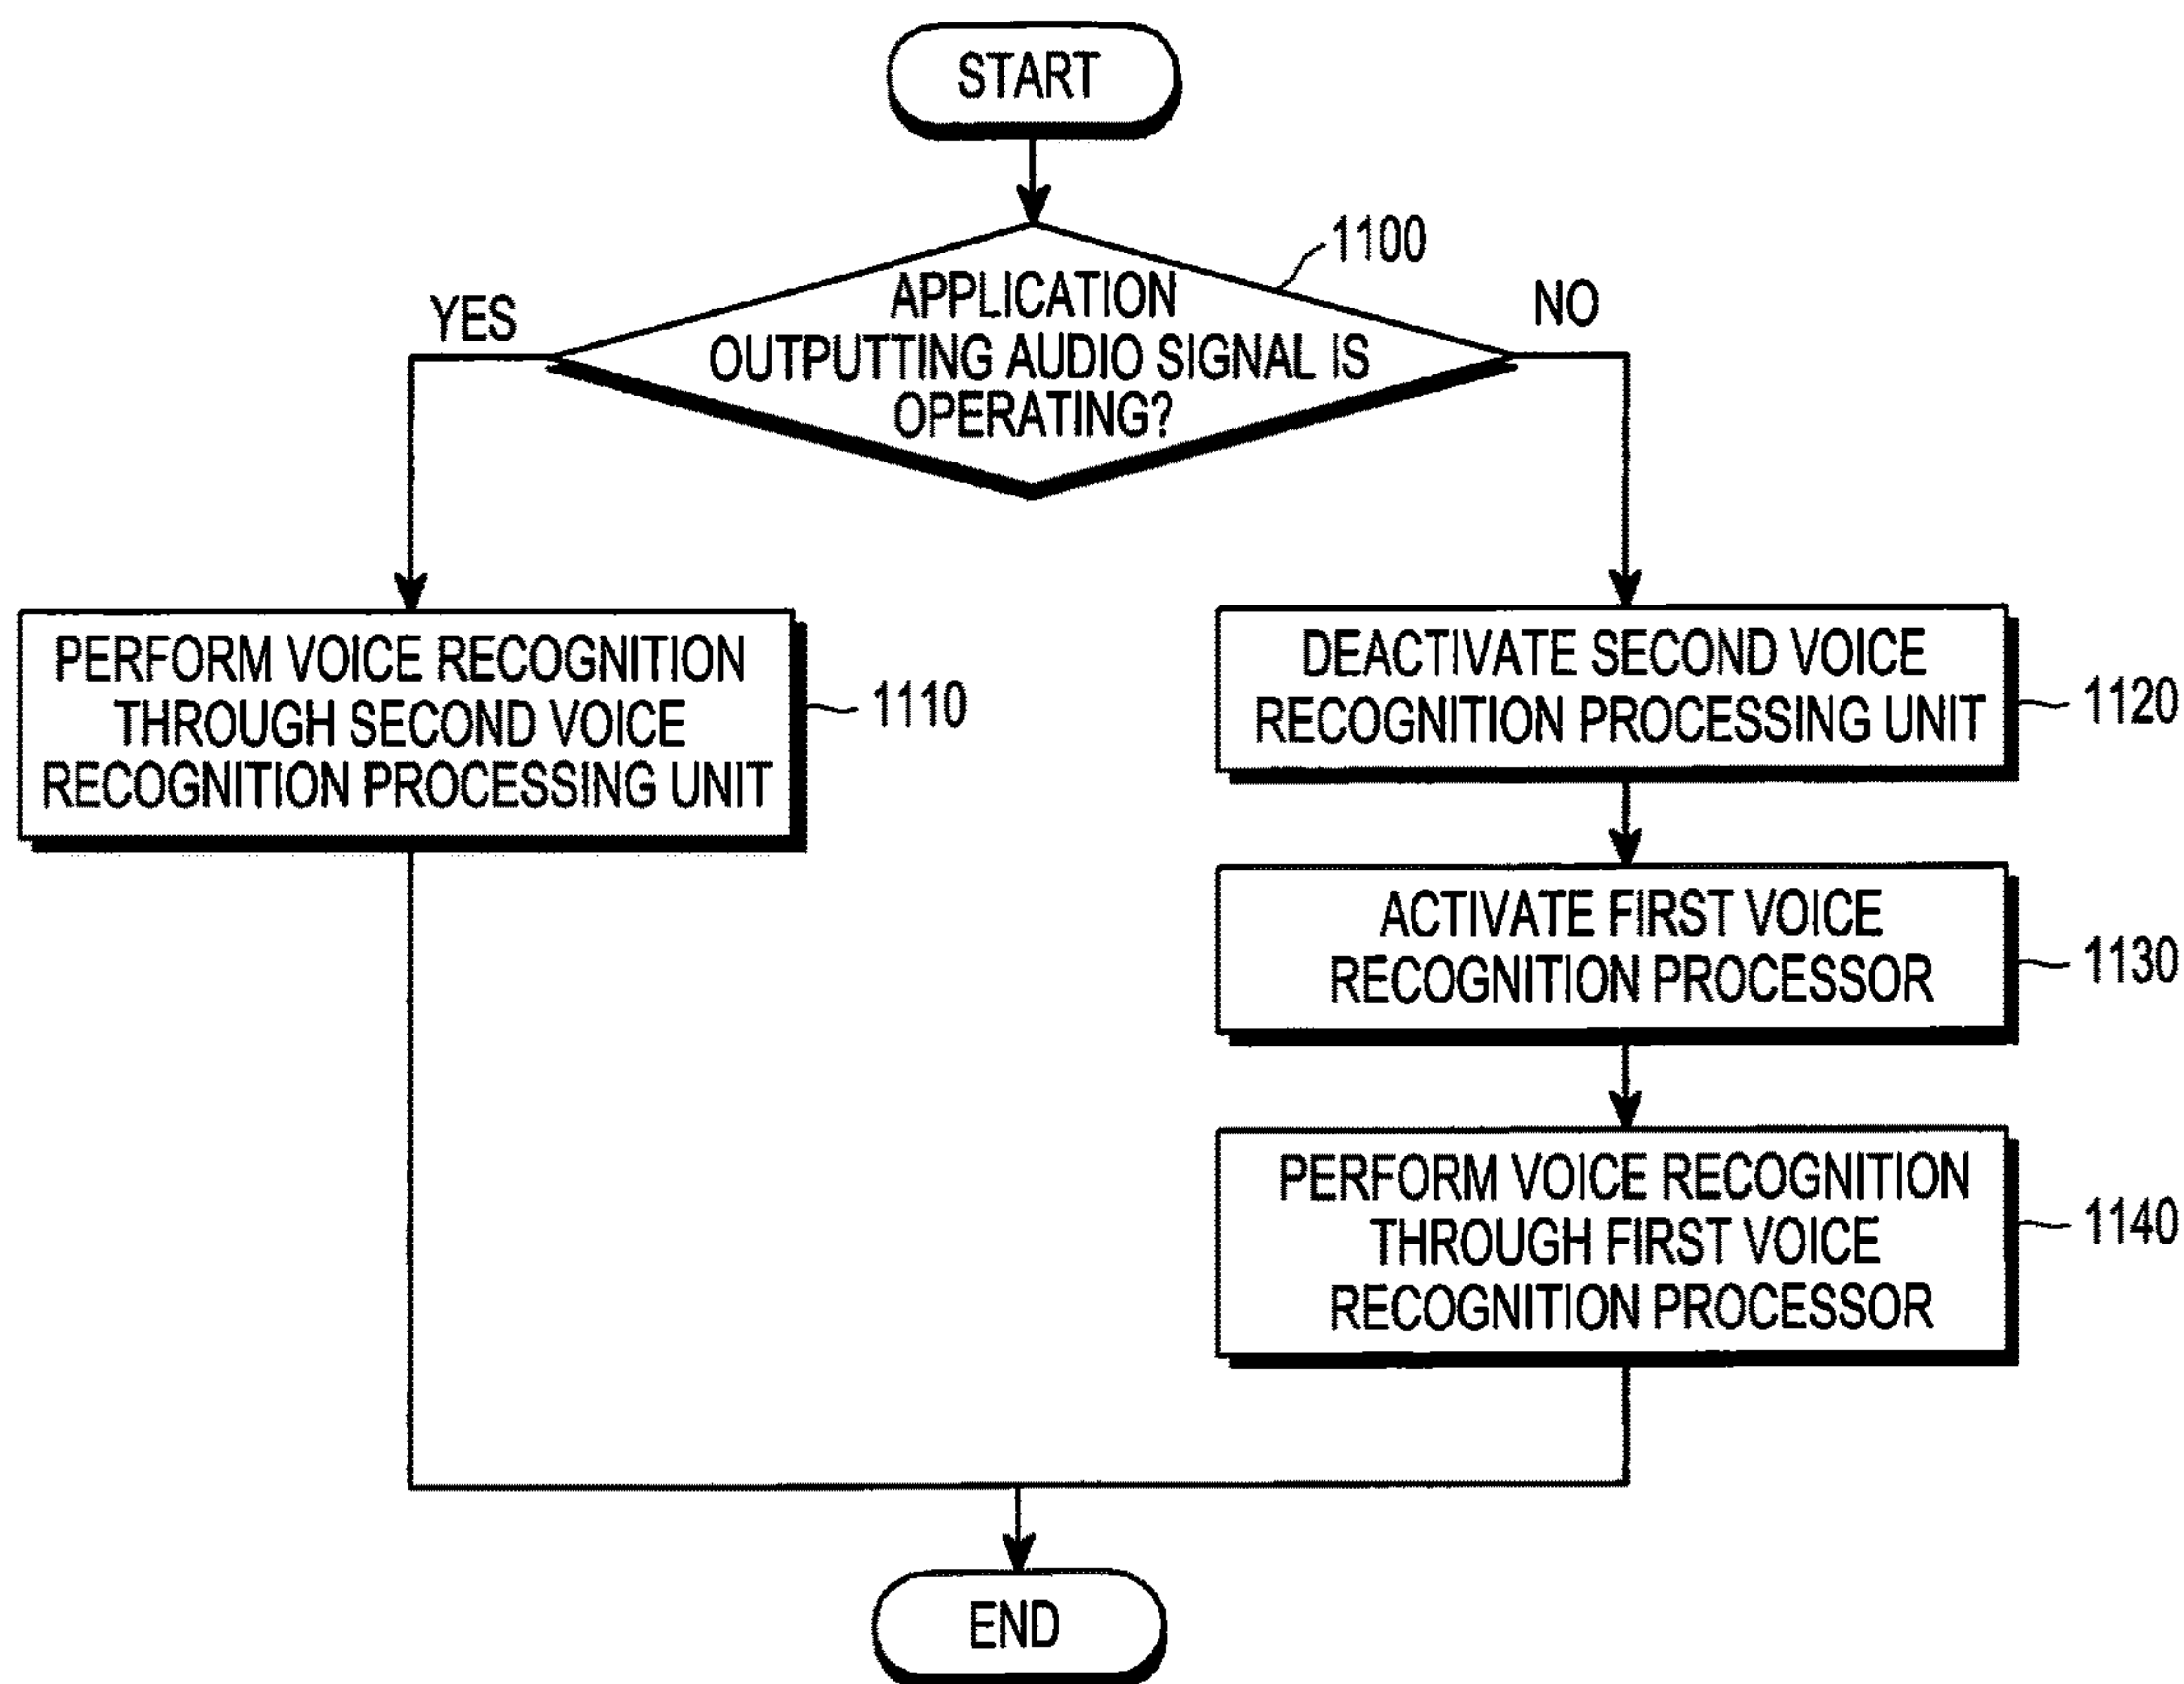 START
1100
APPLICATION
OUTPUTTING AUDIO SIGNAL IS
OPERATING?
YES
NO
PERFORM VOICE RECOGNITION
THROUGH SECOND VOICE
RECOGNITION PROCESSING UNIT
1110
DEACTIVATE SECOND VOICE
RECOGNITION PROCESSING UNIT
1120
ACTIVATE FIRST VOICE
RECOGNITION PROCESSOR
1130
PERFORM VOICE RECOGNITION
THROUGH FIRST VOICE
RECOGNITION PROCESSOR
1140
END